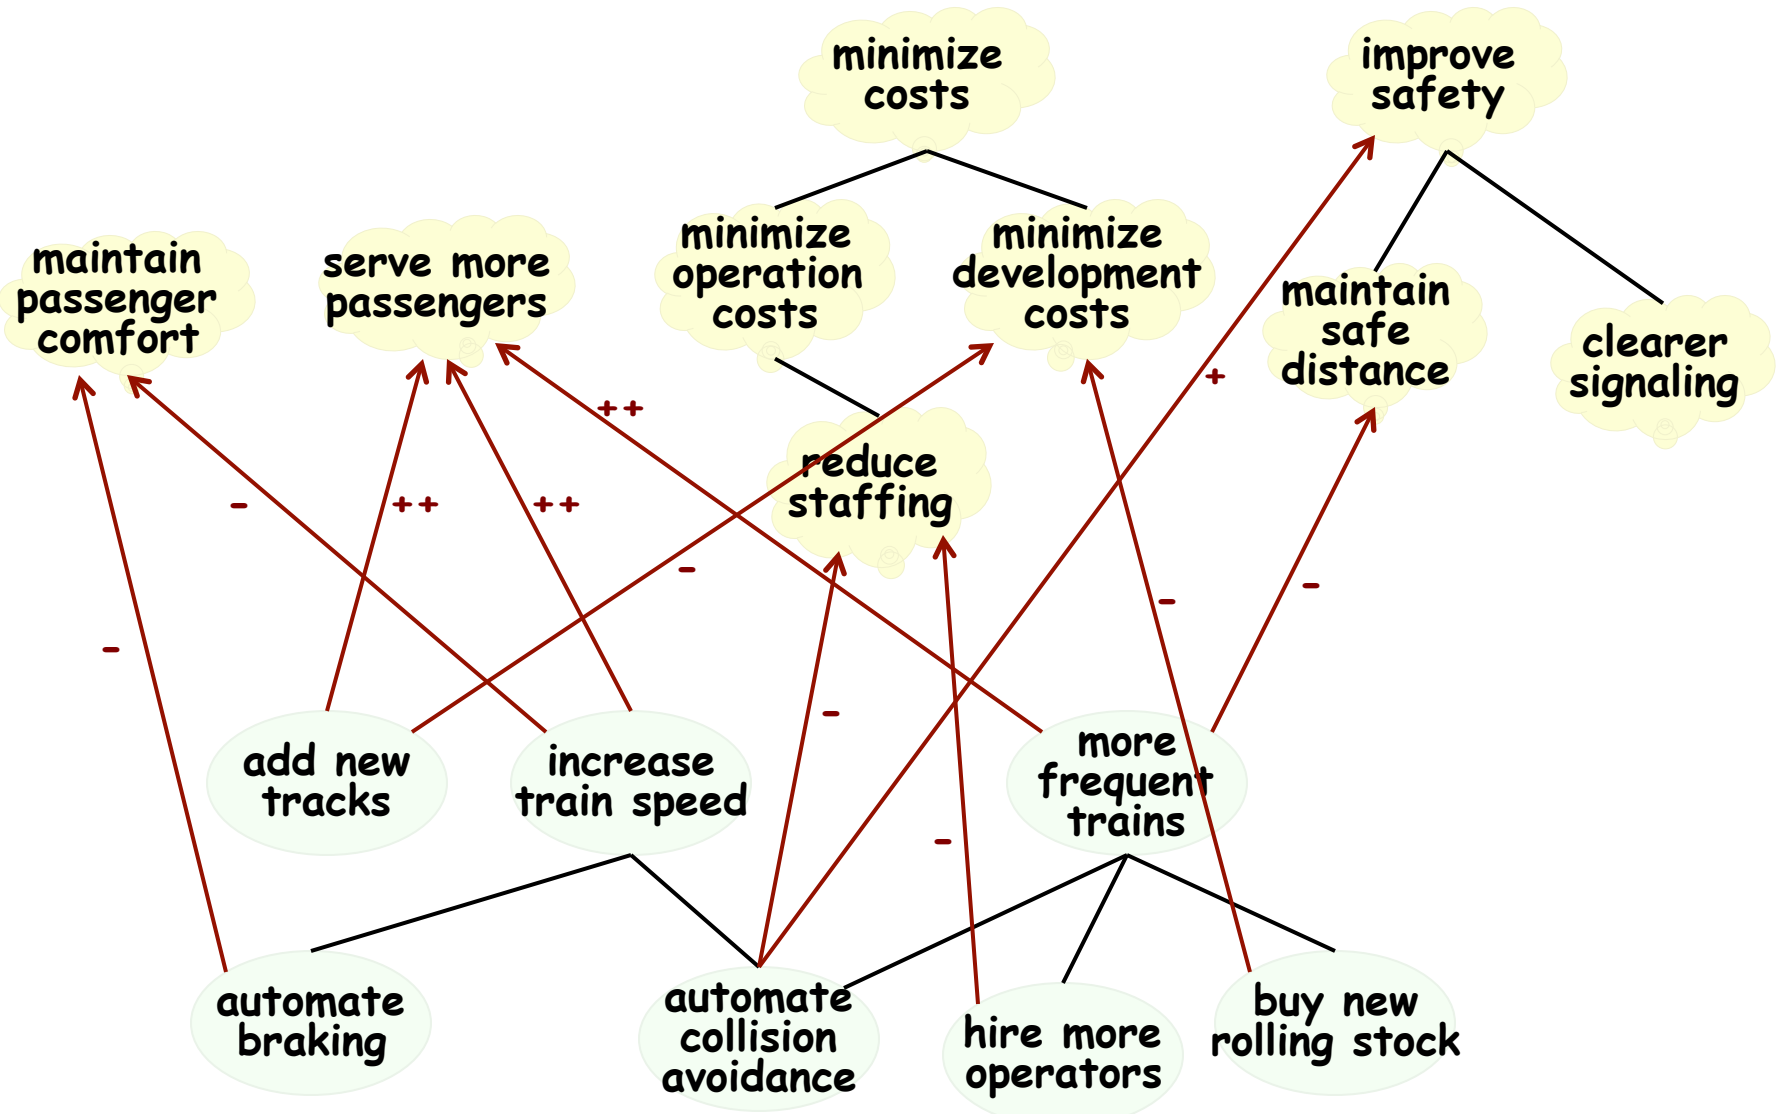 minimize
costs
improve
safety
maintain
passenger
comfort
serve more
passengers
minimize
operation
costs
minimize
development
costs
maintain
safe
distance
clearer
signaling
+
++
reduce
staffing
-
++
++
-
-
-
-
-
add new
tracks
increase
train speed
-
more
frequent
trains
-
automate
braking
automate
collision
avoidance
hire more
operators
buy new
rolling stock